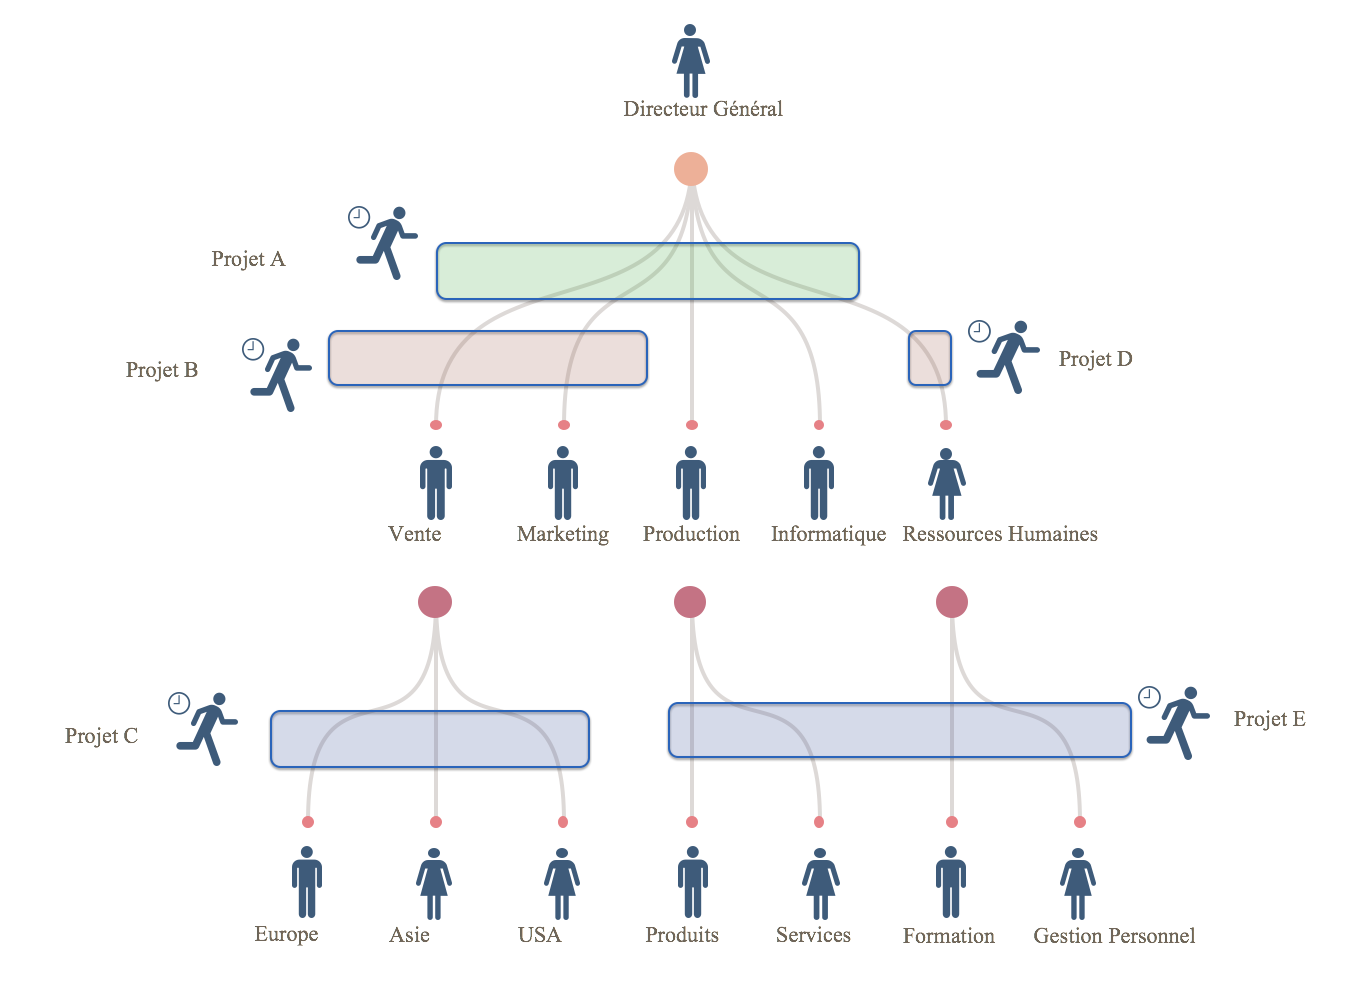 Directeur Général
Projet A
Projet B
Projet D
Vente
Marketing
Production
Informatique
Ressources Humaines
Projet C
Projet E
Europe
Asie
USA
Produits
Services
Formation
Gestion Personnel